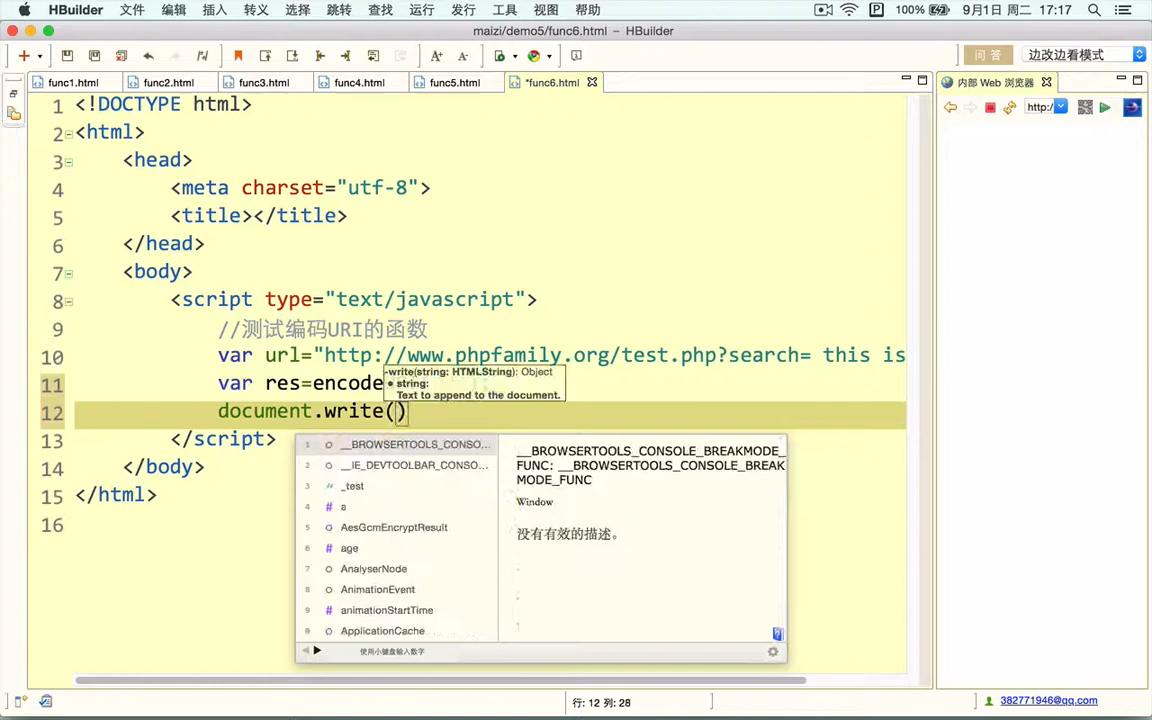 HBuilder 文件 编辑 插入 转义 选择 跳转 查找 运行 发行 工具 视图 帮助 100% 9月1日 周二 17:17
maizi/demo5/func6.html – HBuilder
问 答 边改边看模式
func1.html func2.html func3.html func4.html func5.html *func6.html 内部 Web 浏览器
http:/
1 <!DOCTYPE html>
2 <html>
3 <head>
4 <meta charset="utf-8">
5 <title></title>
6 </head>
7 <body>
8 <script type="text/javascript">
9 //测试编码URI的函数
10 var url="http://www.phpfamily.org/test.php?search= this is
11 var res=encode
write(string: HTMLString): Object
string:
Text to append to the document.
12 document.write()
13 </script>
14 </body>
15 </html>
16
1 __BROWSERTOOLS_CONSO...
2 __IE_DEVTOOLBAR_CONSO...
3 _test
4 # a
5 AesGcmEncryptResult
6 # age
7 AnalyserNode
8 AnimationEvent
9 # animationStartTime
ApplicationCache
使用小键盘输入数字
__BROWSERTOOLS_CONSOLE_BREAKMODE_
FUNC: __BROWSERTOOLS_CONSOLE_BREAK
MODE_FUNC
Window
没有有效的描述。
行: 12 列: 28
382771946@qq.com